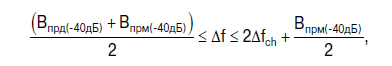 (Bпрд(-40дБ) + Bпрм(-40дБ)) / 2 ≤ Δf ≤ 2Δfch + Bпрм(-40дБ) / 2,